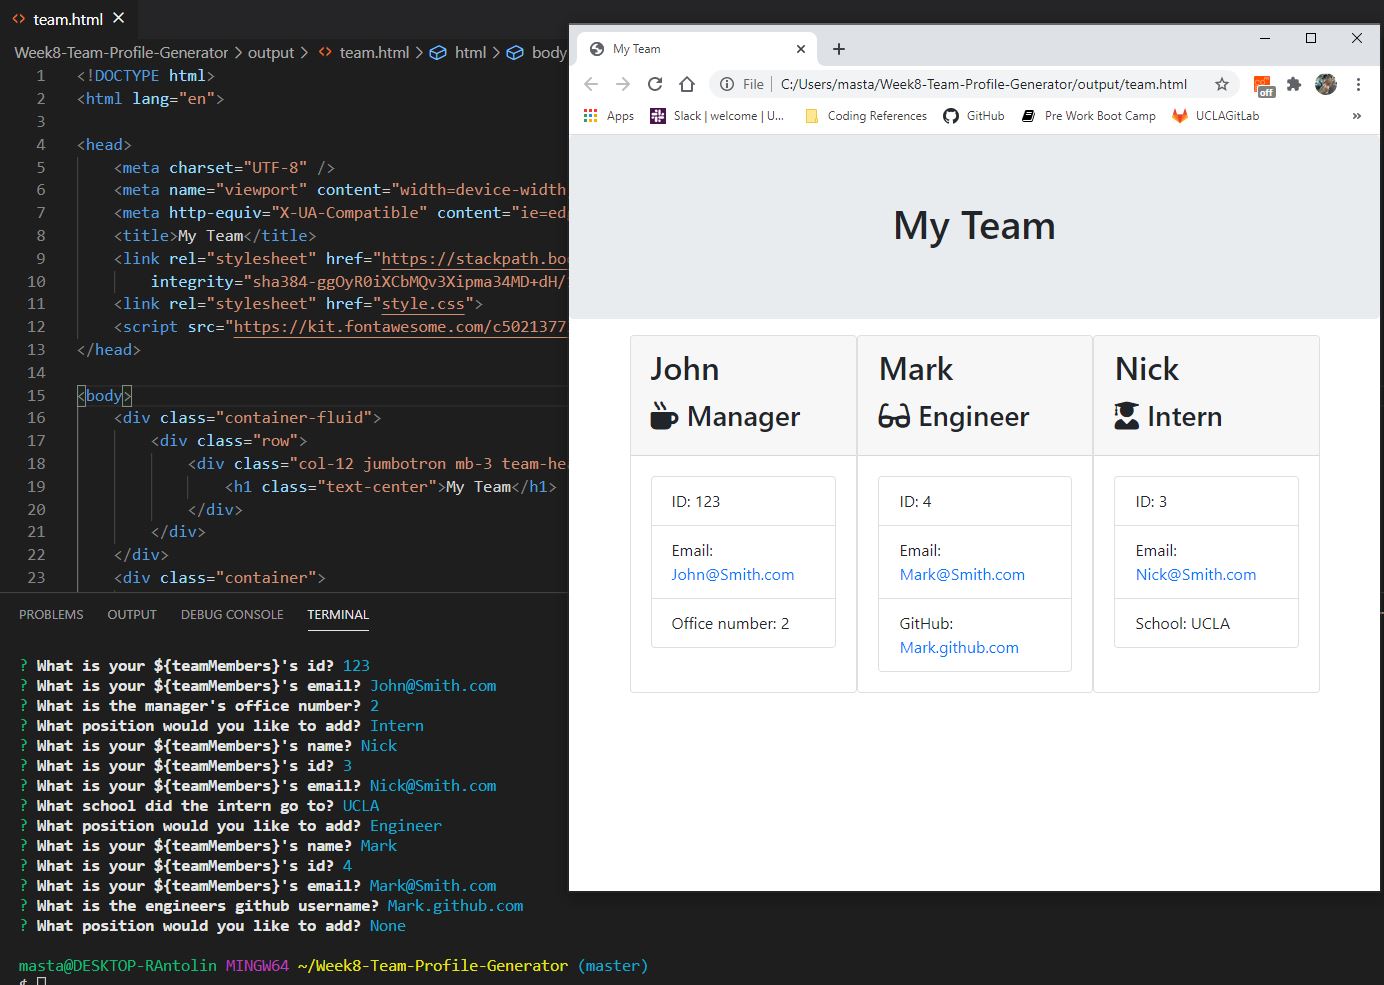 team.html
Week8-Team-Profile-Generator > output > team.html > html > body
1 <!DOCTYPE html>
2 <html lang="en">
3
4 <head>
5 <meta charset="UTF-8" />
6 <meta name="viewport" content="width=device-width
7 <meta http-equiv="X-UA-Compatible" content="ie=ed
8 <title>My Team</title>
9 <link rel="stylesheet" href="https://stackpath.bo
10 integrity="sha384-ggOyR0iXCbMQv3Xipma34MD+dH/
11 <link rel="stylesheet" href="style.css">
12 <script src="https://kit.fontawesome.com/c5021377
13 </head>
14
15 <body>
16 <div class="container-fluid">
17 <div class="row">
18 <div class="col-12 jumbotron mb-3 team-he
19 <h1 class="text-center">My Team</h1>
20 </div>
21 </div>
22 </div>
23 <div class="container">
PROBLEMS OUTPUT DEBUG CONSOLE TERMINAL
? What is your ${teamMembers}'s id? 123
? What is your ${teamMembers}'s email? John@Smith.com
? What is the manager's office number? 2
? What position would you like to add? Intern
? What is your ${teamMembers}'s name? Nick
? What is your ${teamMembers}'s id? 3
? What is your ${teamMembers}'s email? Nick@Smith.com
? What school did the intern go to? UCLA
? What position would you like to add? Engineer
? What is your ${teamMembers}'s name? Mark
? What is your ${teamMembers}'s id? 4
? What is your ${teamMembers}'s email? Mark@Smith.com
? What is the engineers github username? Mark.github.com
? What position would you like to add? None
masta@DESKTOP-RAntolin MINGW64 ~/Week8-Team-Profile-Generator (master)
$
My Team
File C:/Users/masta/Week8-Team-Profile-Generator/output/team.html
off
Apps Slack | welcome | U... Coding References GitHub Pre Work Boot Camp UCLAGitLab »
My Team
John
Manager
ID: 123
Email:
John@Smith.com
Office number: 2
Mark
Engineer
ID: 4
Email:
Mark@Smith.com
GitHub:
Mark.github.com
Nick
Intern
ID: 3
Email:
Nick@Smith.com
School: UCLA